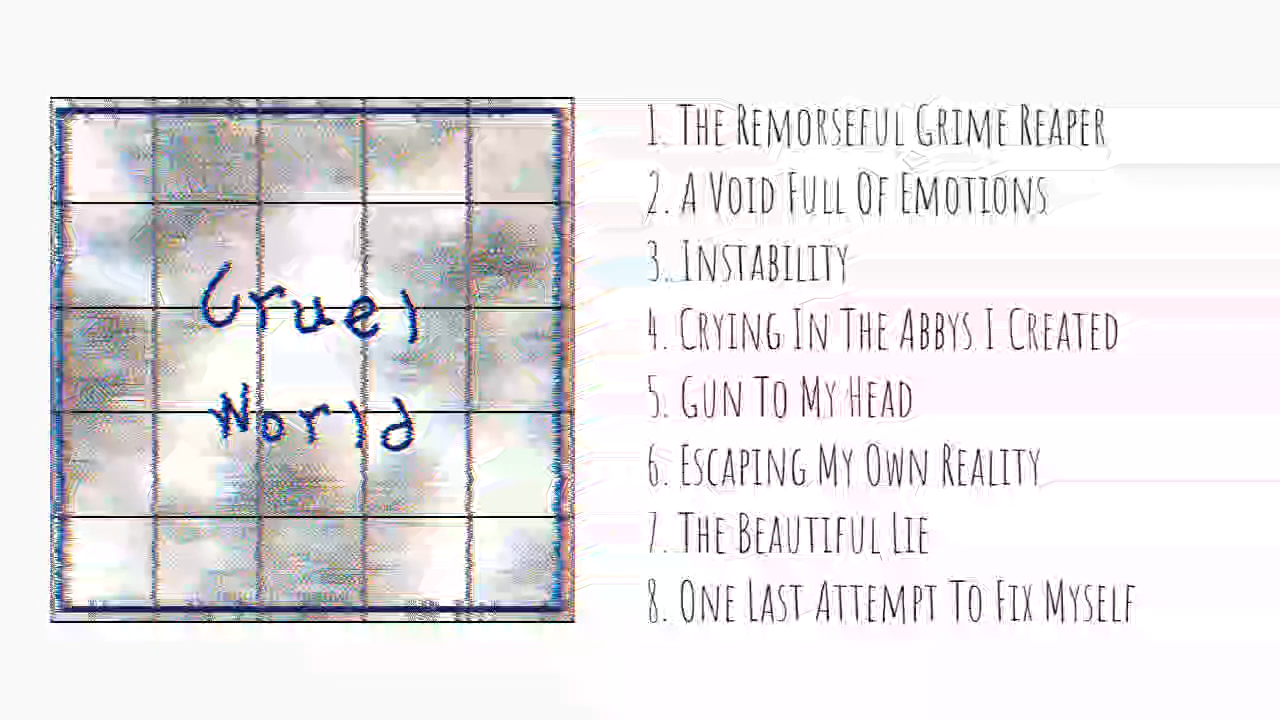 Cruel
World
1. The Remorseful Grime Reaper
2. A Void Full Of Emotions
3. Instability
4. Crying In The Abbys I Created
5. Gun To My Head
6. Escaping My Own Reality
7. The Beautiful Lie
8. One Last Attempt To Fix Myself